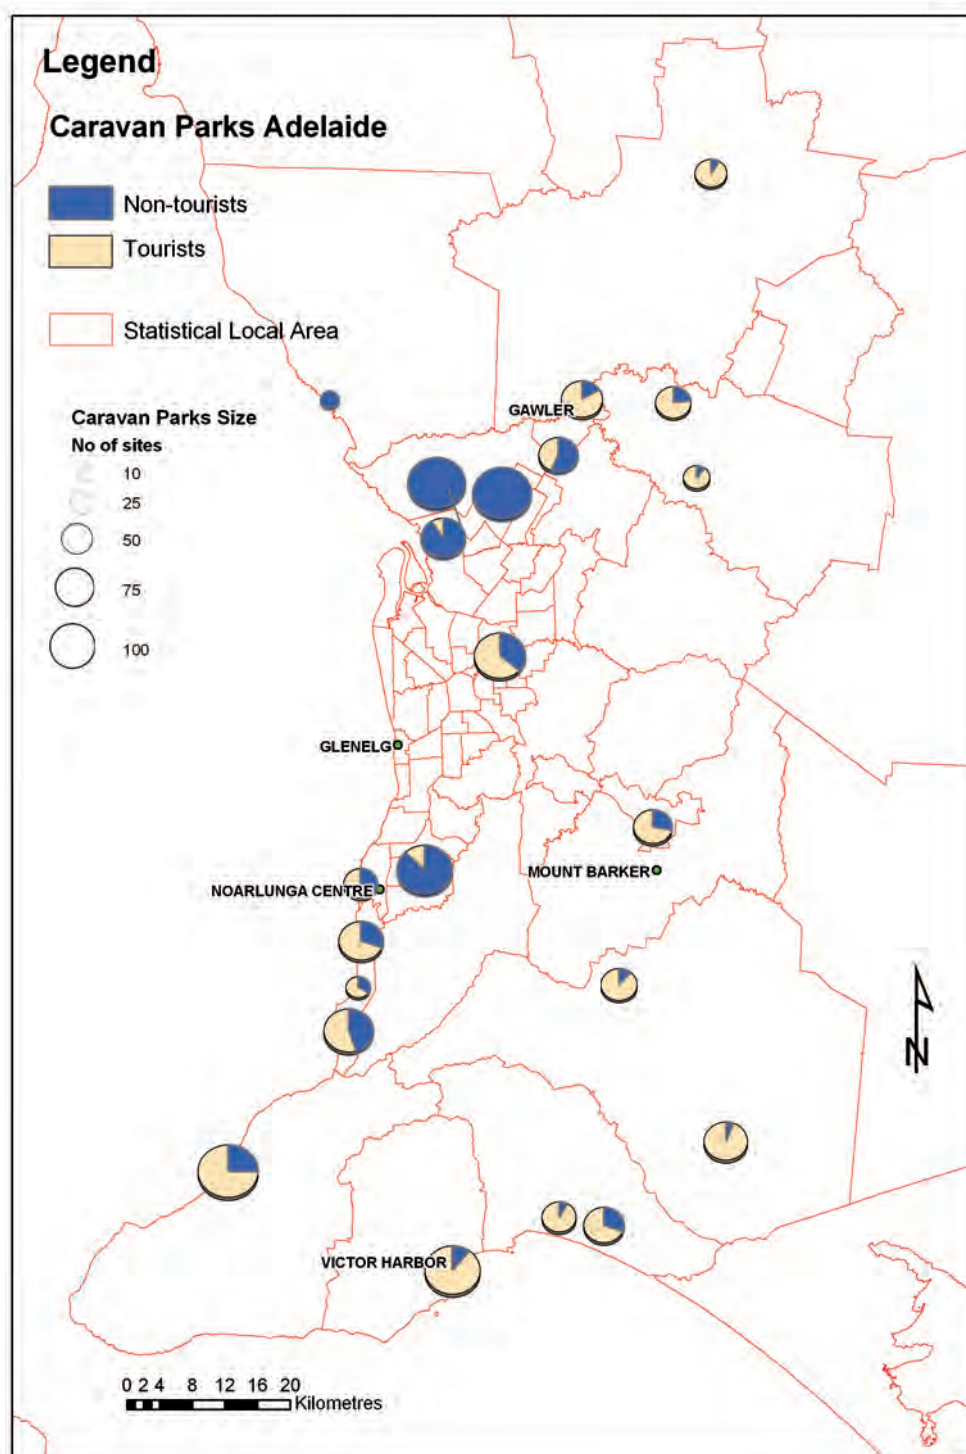 Legend
Caravan Parks Adelaide
Non-tourists
Tourists
Statistical Local Area
Caravan Parks Size
No of sites
10
25
50
75
100
GAWLER
GLENELG
MOUNT BARKER
NOARLUNGA CENTRE
VICTOR HARBOR
N
0 2 4 8 12 16 20
Kilometres